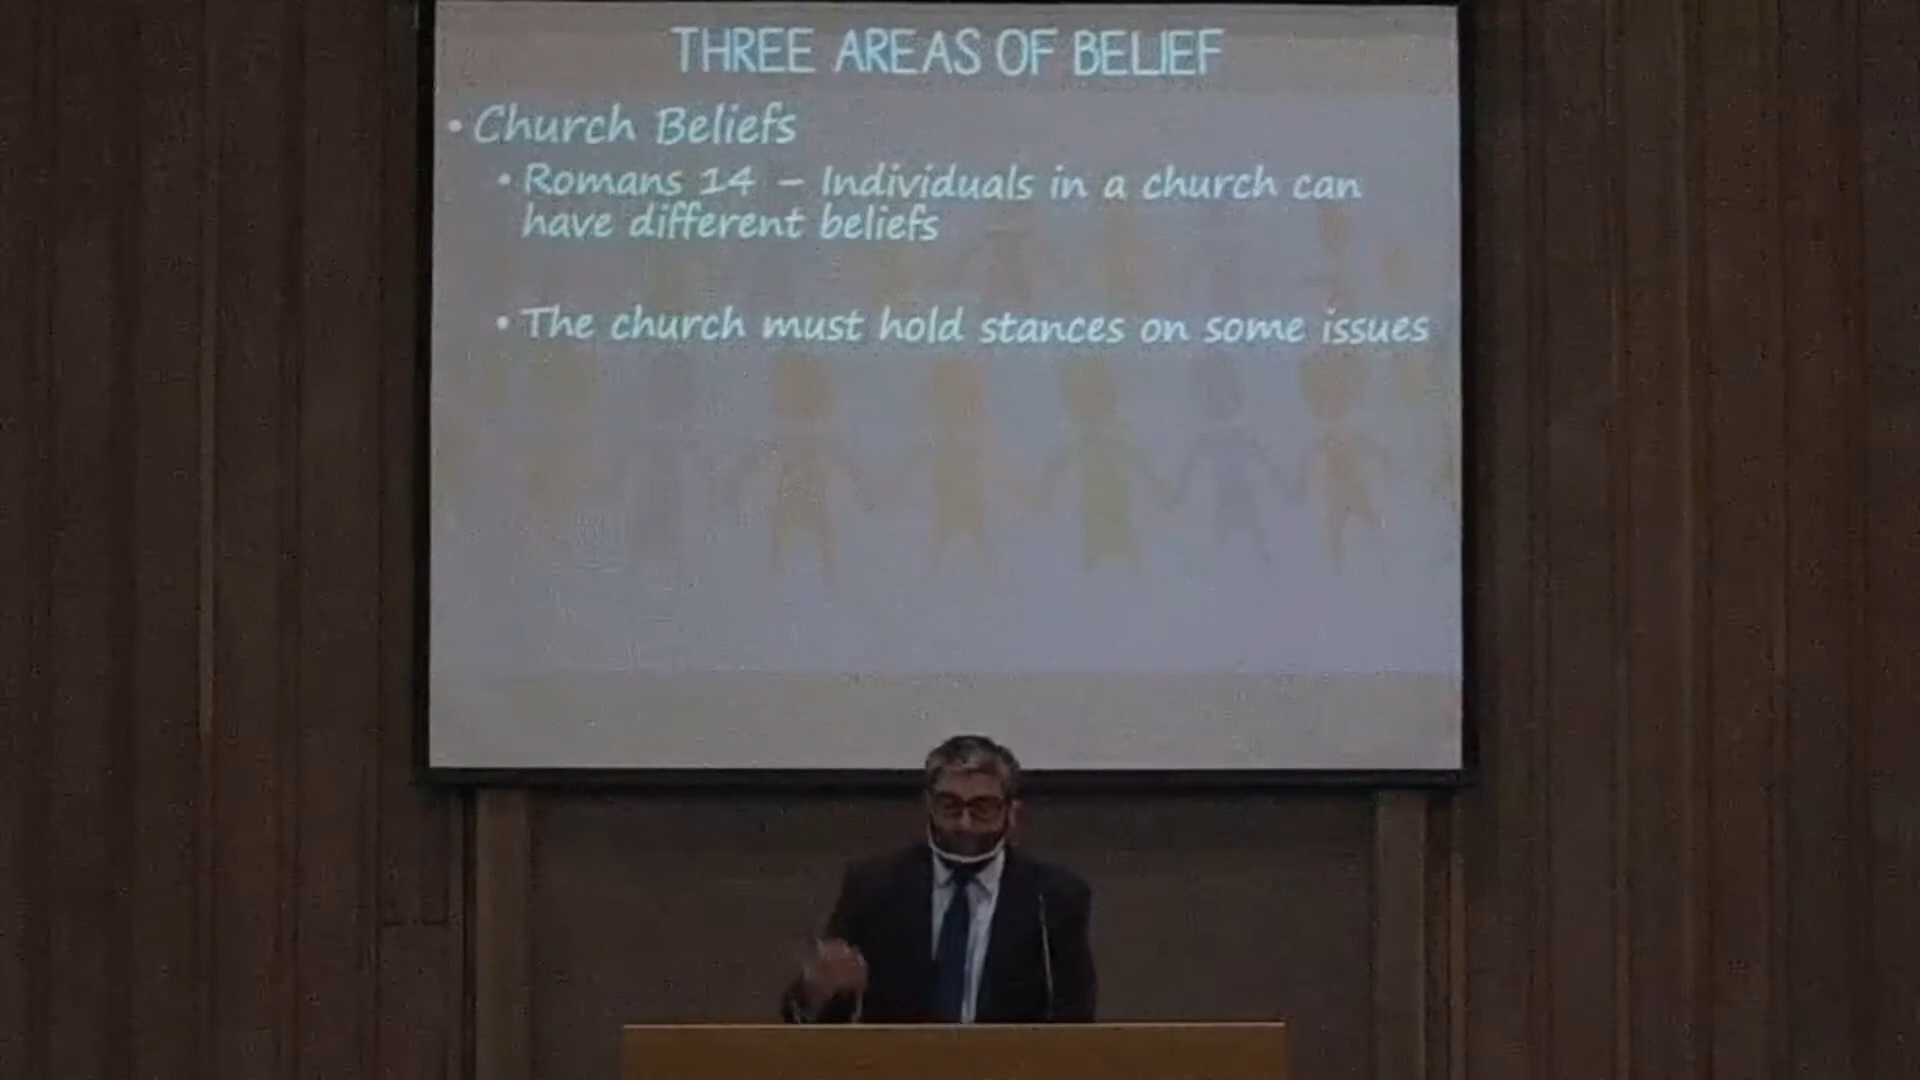 THREE AREAS OF BELIEF
• Church Beliefs
• Romans 14 – Individuals in a church can
have different beliefs
• The church must hold stances on some issues